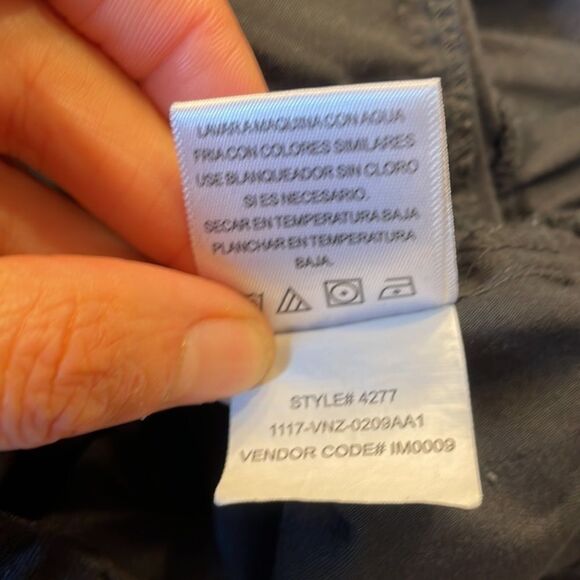 LAVAR A MAQUINA CON AGUA
FRIA CON COLORES SIMILARES
USE BLANQUEADOR SIN CLORO
SI ES NECESARIO.
SECAR EN TEMPERATURA BAJA
PLANCHAR EN TEMPERATURA
BAJA.
STYLE# 4277
1117-VNZ-0209AA1
VENDOR CODE# IM0009